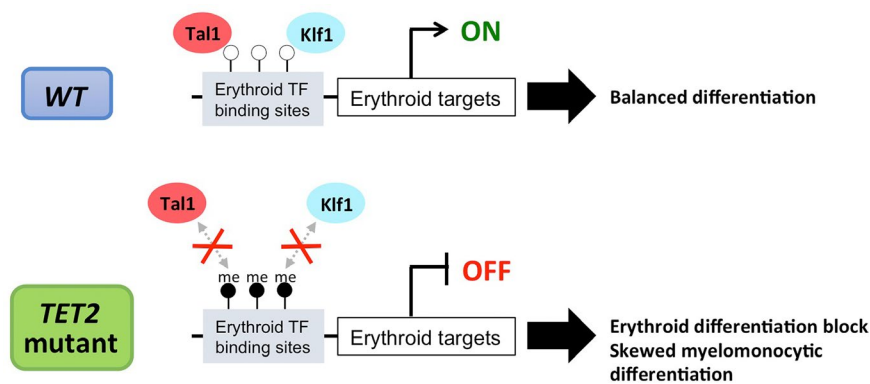 Tal1
Klf1
ON
WT
Erythroid TF
binding sites
Erythroid targets
Balanced differentiation
Tal1
Klf1
me me me
OFF
TET2
mutant
Erythroid TF
binding sites
Erythroid targets
Erythroid differentiation block
Skewed myelomonocytic
differentiation